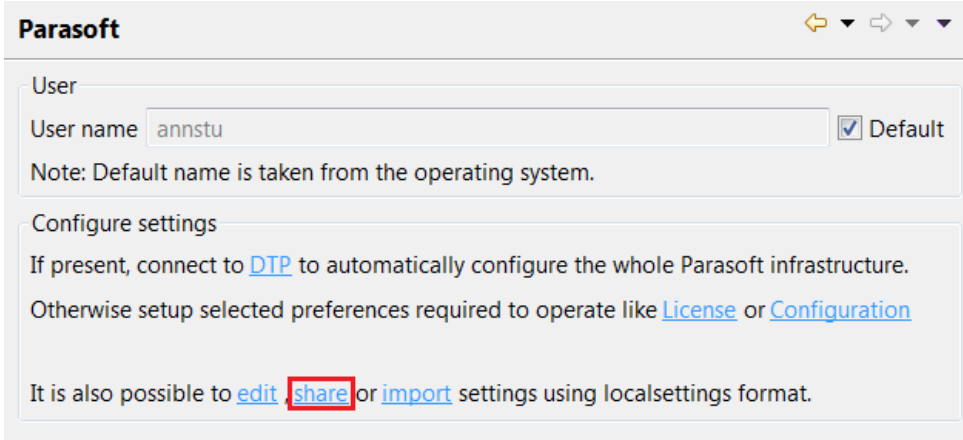 Parasoft
User
User name annstu Default
Note: Default name is taken from the operating system.
Configure settings
If present, connect to DTP to automatically configure the whole Parasoft infrastructure.
Otherwise setup selected preferences required to operate like License or Configuration
It is also possible to edit , share or import settings using localsettings format.